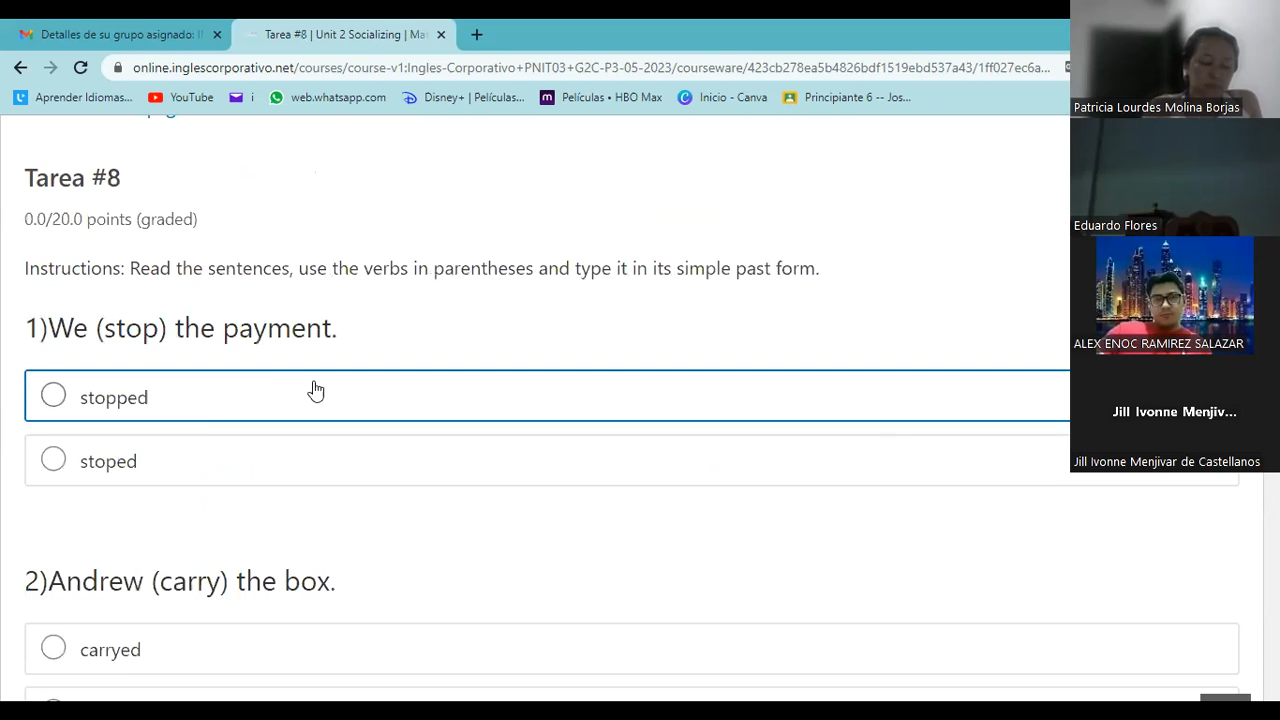 Detalles de su grupo asignado: I
Tarea #8 | Unit 2 Socializing | Ma
online.inglescorporativo.net/courses/course-v1:Ingles-Corporativo+PNIT03+G2C-P3-05-2023/courseware/423cb278ea5b4826bdf1519ebd537a43/1ff027ec6a...
Aprender Idiomas... YouTube i web.whatsapp.com Disney+ | Películas... Películas • HBO Max Inicio - Canva Principiante 6 -- Jos...
Tarea #8
0.0/20.0 points (graded)
Instructions: Read the sentences, use the verbs in parentheses and type it in its simple past form.
1)We (stop) the payment.
stopped
stoped
2)Andrew (carry) the box.
carryed
Patricia Lourdes Molina Borjas
Eduardo Flores
ALEX ENOC RAMIREZ SALAZAR
Jill Ivonne Menjiv...
Jill Ivonne Menjivar de Castellanos